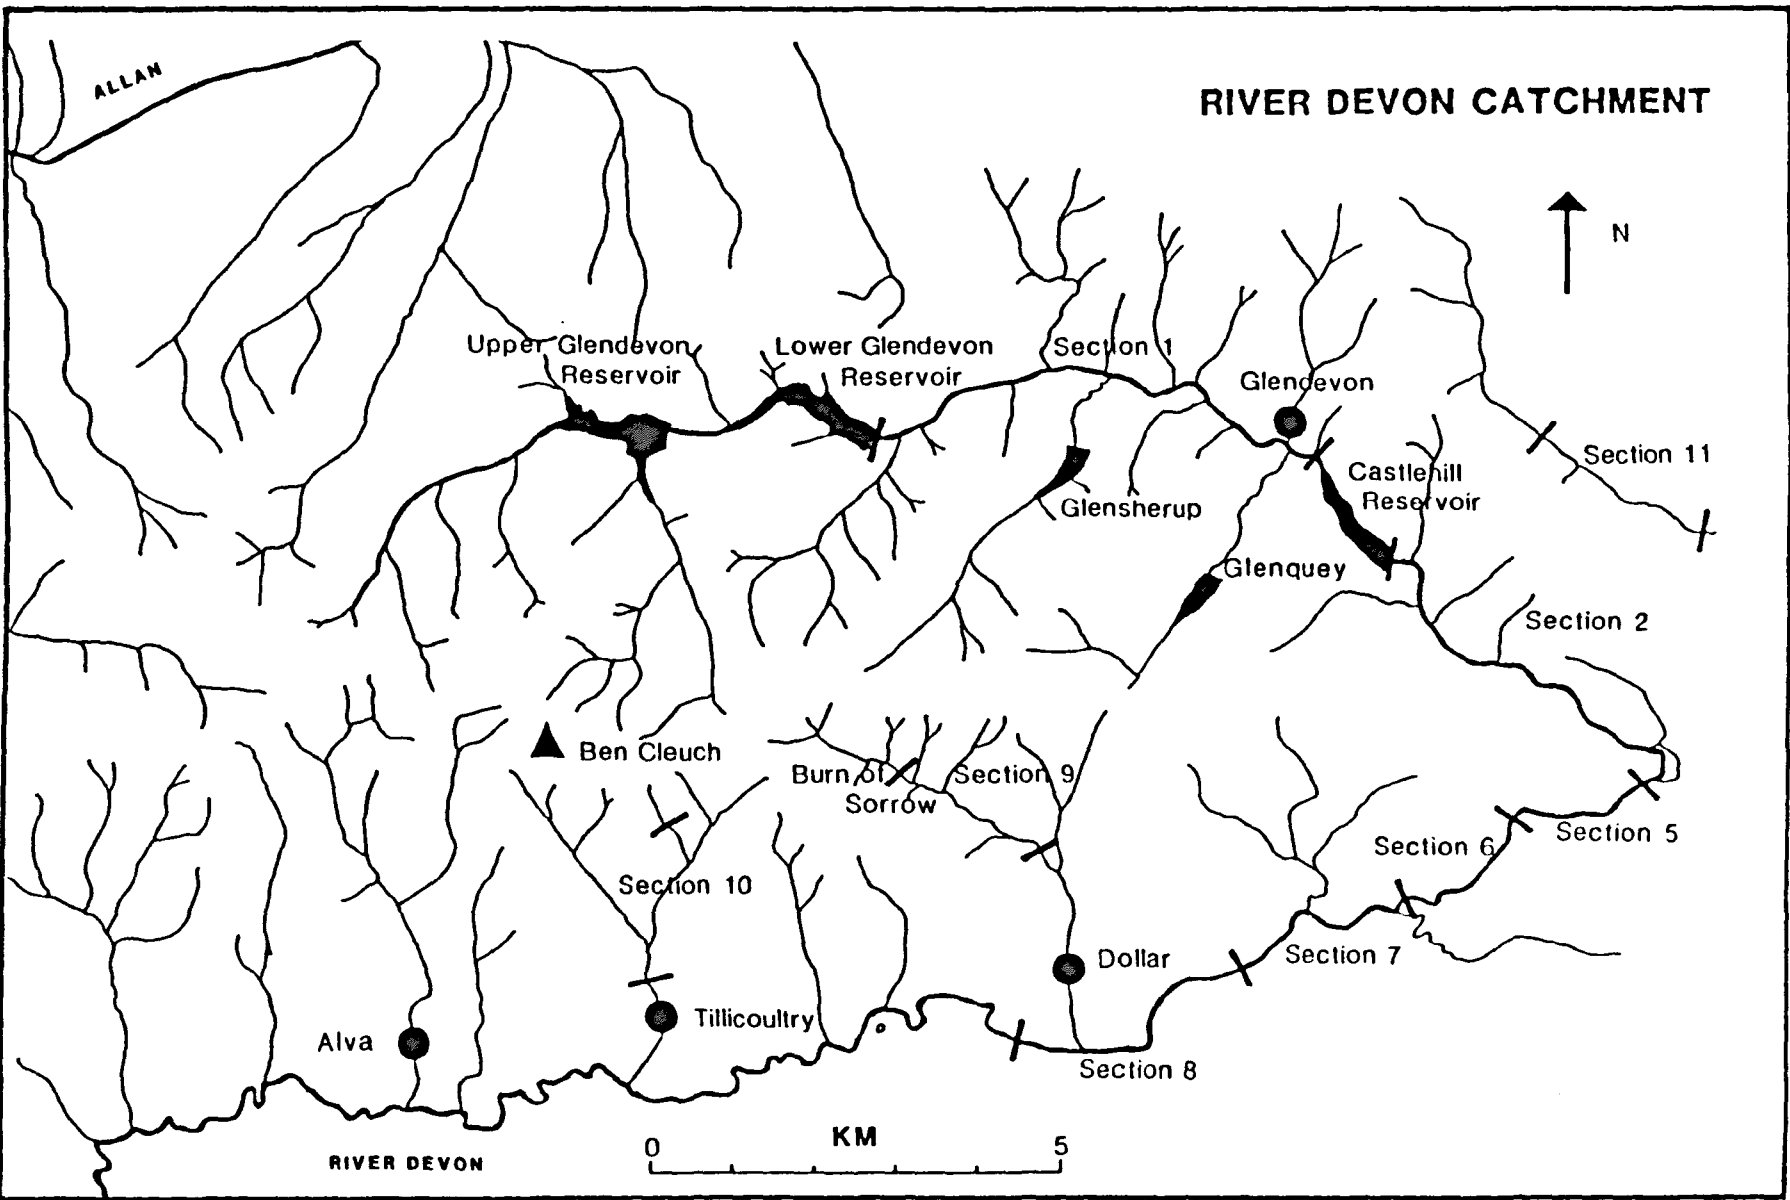 RIVER DEVON CATCHMENT
ALLAN
N
Upper Glendevon
Reservoir
Lower Glendevon
Reservoir
Section 1
Glendevon
Section 11
Castlehill
Reservoir
Glensherup
Glenquey
Section 2
Ben Cleuch
Burn of
Sorrow
Section 9
Section 5
Section 6
Section 10
Section 7
Dollar
Tillicoultry
Alva
Section 8
KM
0 5
RIVER DEVON